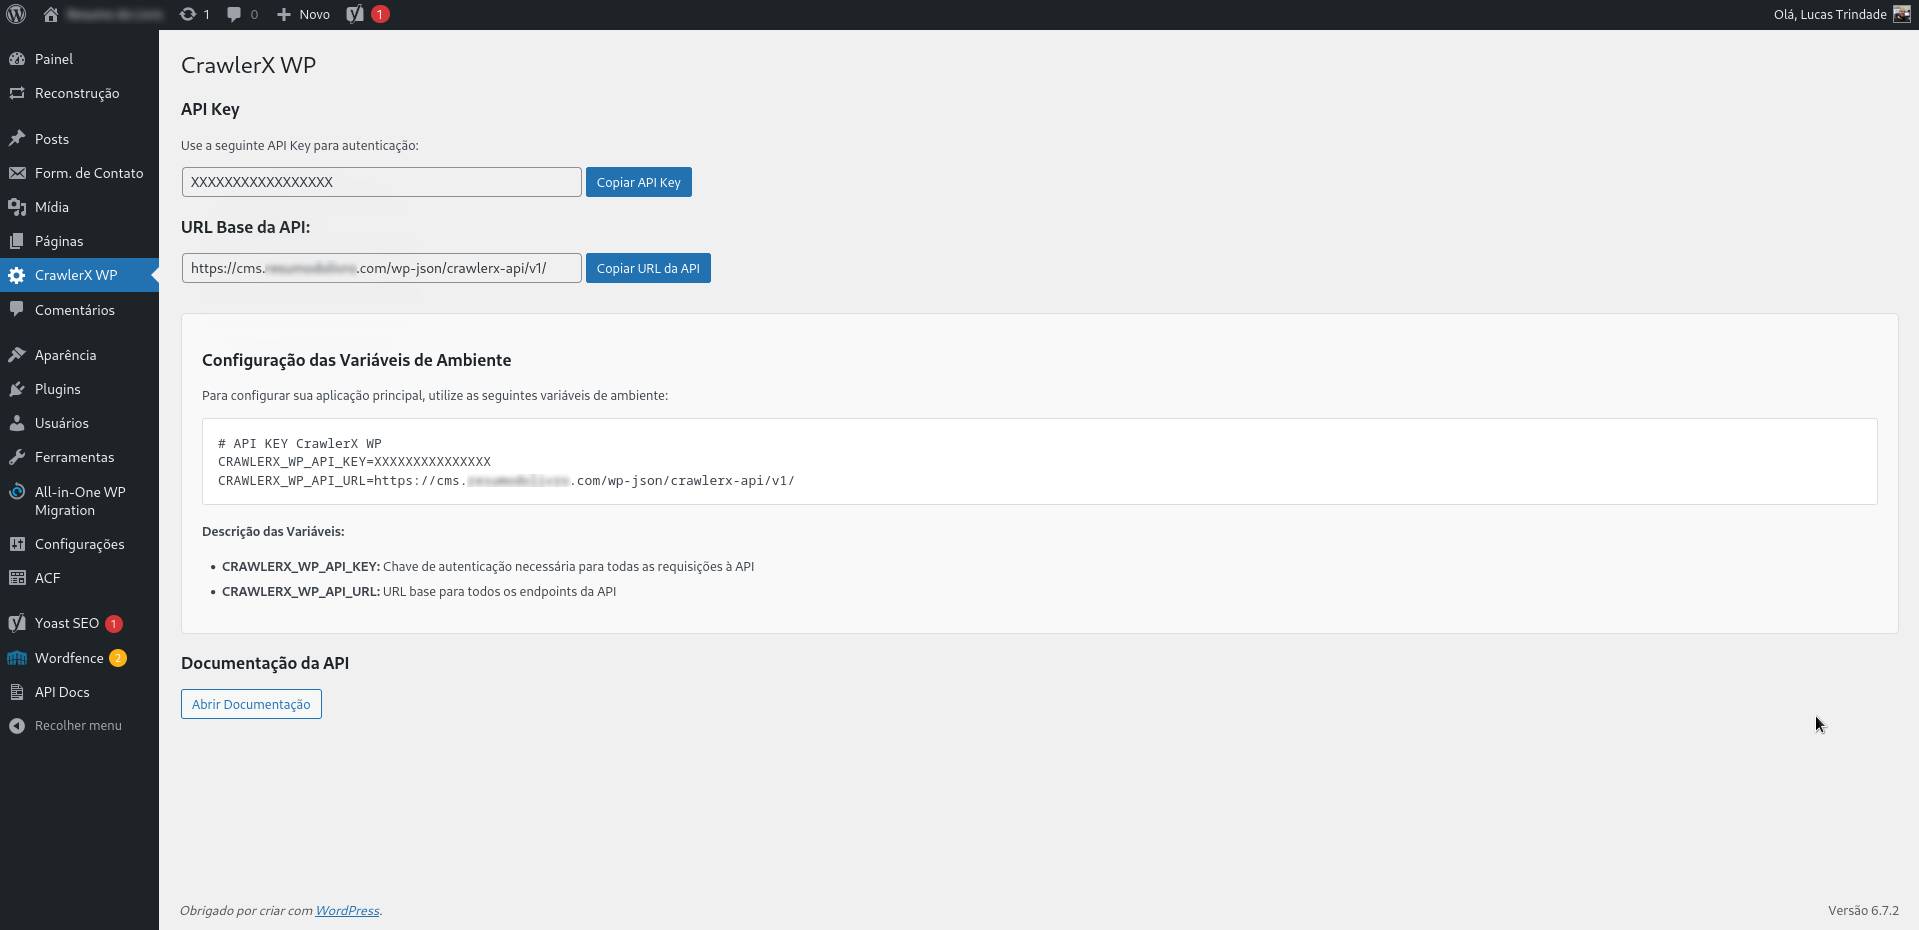 1
0
Novo
1
Olá, Lucas Trindade
Painel
Reconstrução
Posts
Form. de Contato
Mídia
Páginas
CrawlerX WP
Comentários
Aparência
Plugins
Usuários
Ferramentas
All-in-One WP
Migration
Configurações
ACF
Yoast SEO 1
Wordfence 2
API Docs
Recolher menu
CrawlerX WP
API Key
Use a seguinte API Key para autenticação:
XXXXXXXXXXXXXXXXX
Copiar API Key
URL Base da API:
https://cms. .com/wp-json/crawlerx-api/v1/
Copiar URL da API
Configuração das Variáveis de Ambiente
Para configurar sua aplicação principal, utilize as seguintes variáveis de ambiente:
# API KEY CrawlerX WP
CRAWLERX_WP_API_KEY=XXXXXXXXXXXXXXX
CRAWLERX_WP_API_URL=https://cms. .com/wp-json/crawlerx-api/v1/
Descrição das Variáveis:
• CRAWLERX_WP_API_KEY: Chave de autenticação necessária para todas as requisições à API
• CRAWLERX_WP_API_URL: URL base para todos os endpoints da API
Documentação da API
Abrir Documentação
Obrigado por criar com WordPress.
Versão 6.7.2